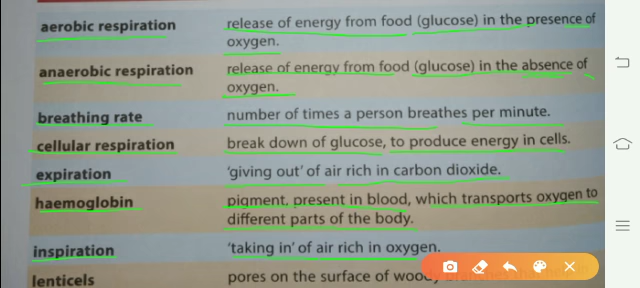 aerobic respiration release of energy from food (glucose) in the presence of
oxygen.
anaerobic respiration release of energy from food (glucose) in the absence of
oxygen.
breathing rate number of times a person breathes per minute.
cellular respiration break down of glucose, to produce energy in cells.
expiration 'giving out' of air rich in carbon dioxide.
haemoglobin pigment, present in blood, which transports oxygen to
different parts of the body.
inspiration 'taking in' of air rich in oxygen.
lenticels pores on the surface of woody